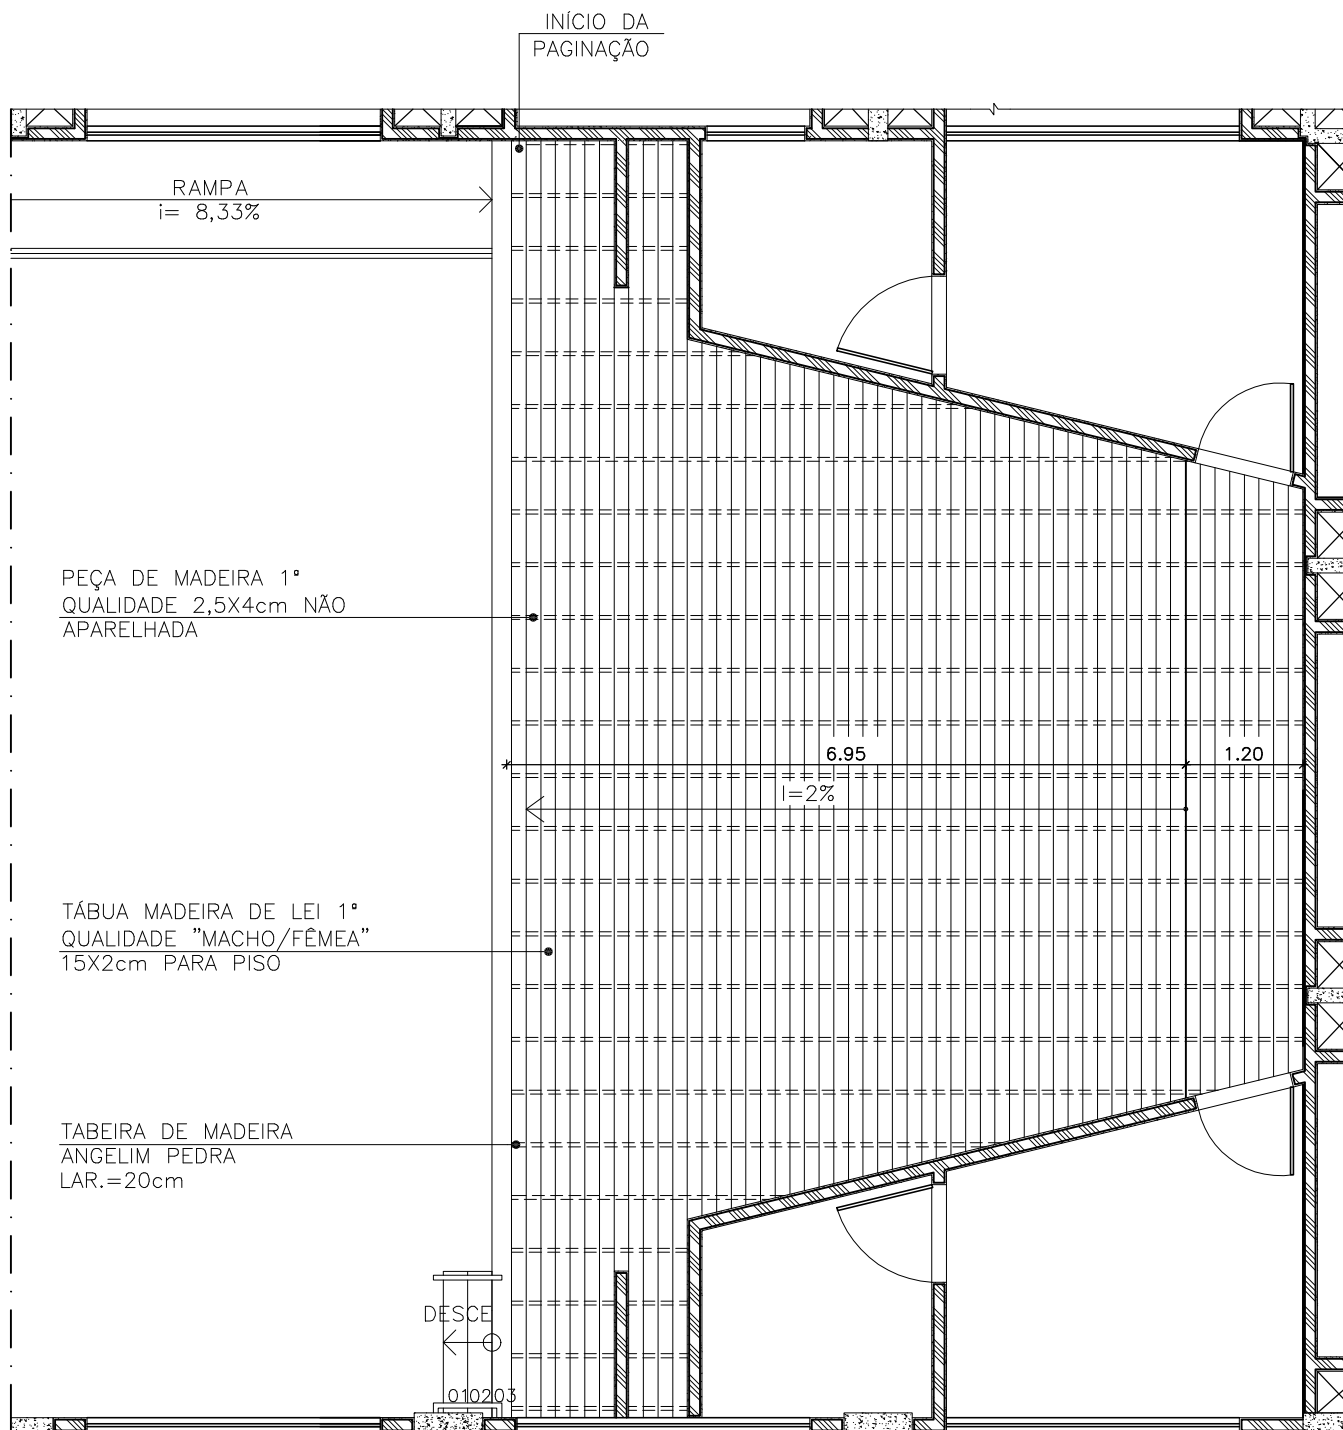 INÍCIO DA
PAGINAÇÃO
RAMPA
i= 8,33%
PEÇA DE MADEIRA 1ª
QUALIDADE 2,5X4cm NÃO
APARELHADA
6.95
1.20
I=2%
TÁBUA MADEIRA DE LEI 1ª
QUALIDADE "MACHO/FÊMEA"
15X2cm PARA PISO
TABEIRA DE MADEIRA
ANGELIM PEDRA
LAR.=20cm
DESCE
010203